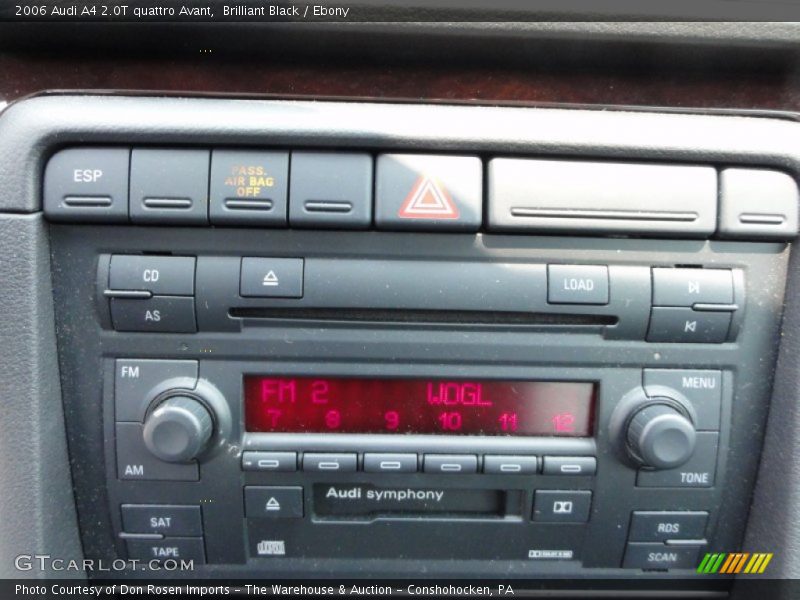 2006 Audi A4 2.0T quattro Avant,  Brilliant Black / Ebony
ESP
PASS.
AIR BAG
OFF
CD
LOAD
AS
FM
FM 2 WDGL
MENU
7 8 9 10 11 12
AM
TONE
Audi symphony
SAT
RDS
TAPE
SCAN
GTCARLOT.COM
Photo Courtesy of Don Rosen Imports – The Warehouse & Auction – Conshohocken, PA